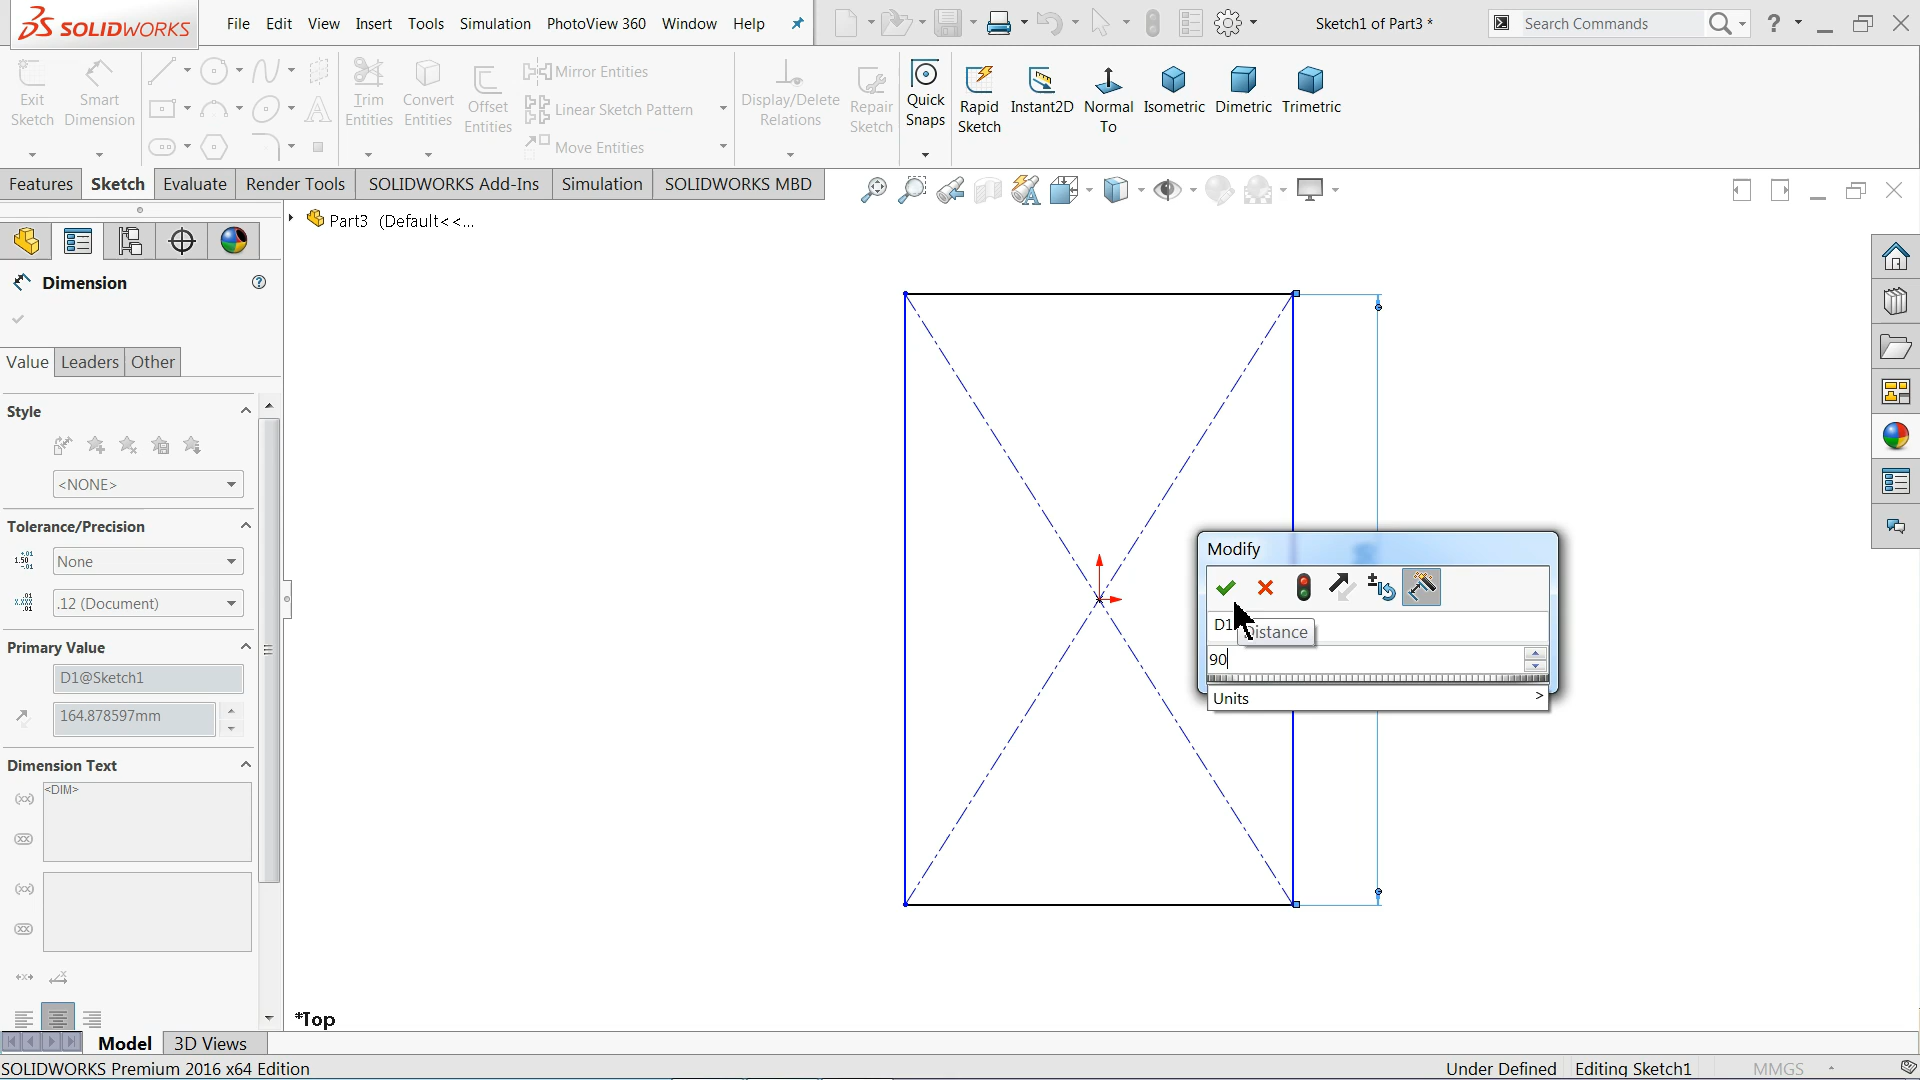 SOLIDWORKS
File Edit View Insert Tools Simulation PhotoView 360 Window Help
Sketch1 of Part3 *
Search Commands
?
Exit Sketch
Smart Dimension
Trim Entities
Convert Entities
Offset Entities
Mirror Entities
Linear Sketch Pattern
Move Entities
Display/Delete Relations
Repair Sketch
Quick Snaps
Rapid Sketch
Instant2D
Normal To
Isometric
Dimetric
Trimetric
Features Sketch Evaluate Render Tools SOLIDWORKS Add-Ins Simulation SOLIDWORKS MBD
Part3 (Default<<...
Dimension
Value Leaders Other
Style
<NONE>
Tolerance/Precision
None
.12 (Document)
Primary Value
D1@Sketch1
164.878597mm
Dimension Text
<DIM>
Modify
D1
Distance
90
Units >
*Top
Model 3D Views
SOLIDWORKS Premium 2016 x64 Edition
Under Defined Editing Sketch1 MMGS